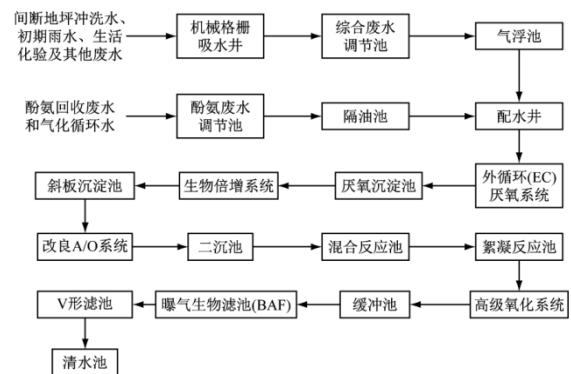 间断地坪冲洗水、
初期雨水、生活
化验及其他废水
机械格栅
吸水井
综合废水
调节池
气浮池
酚氨回收废水
和气化循环水
酚氨废水
调节池
隔油池
配水井
斜板沉淀池
生物倍增系统
厌氧沉淀池
外循环(EC)
厌氧系统
改良A/O系统
二沉池
混合反应池
絮凝反应池
V形滤池
曝气生物滤池(BAF)
缓冲池
高级氧化系统
清水池